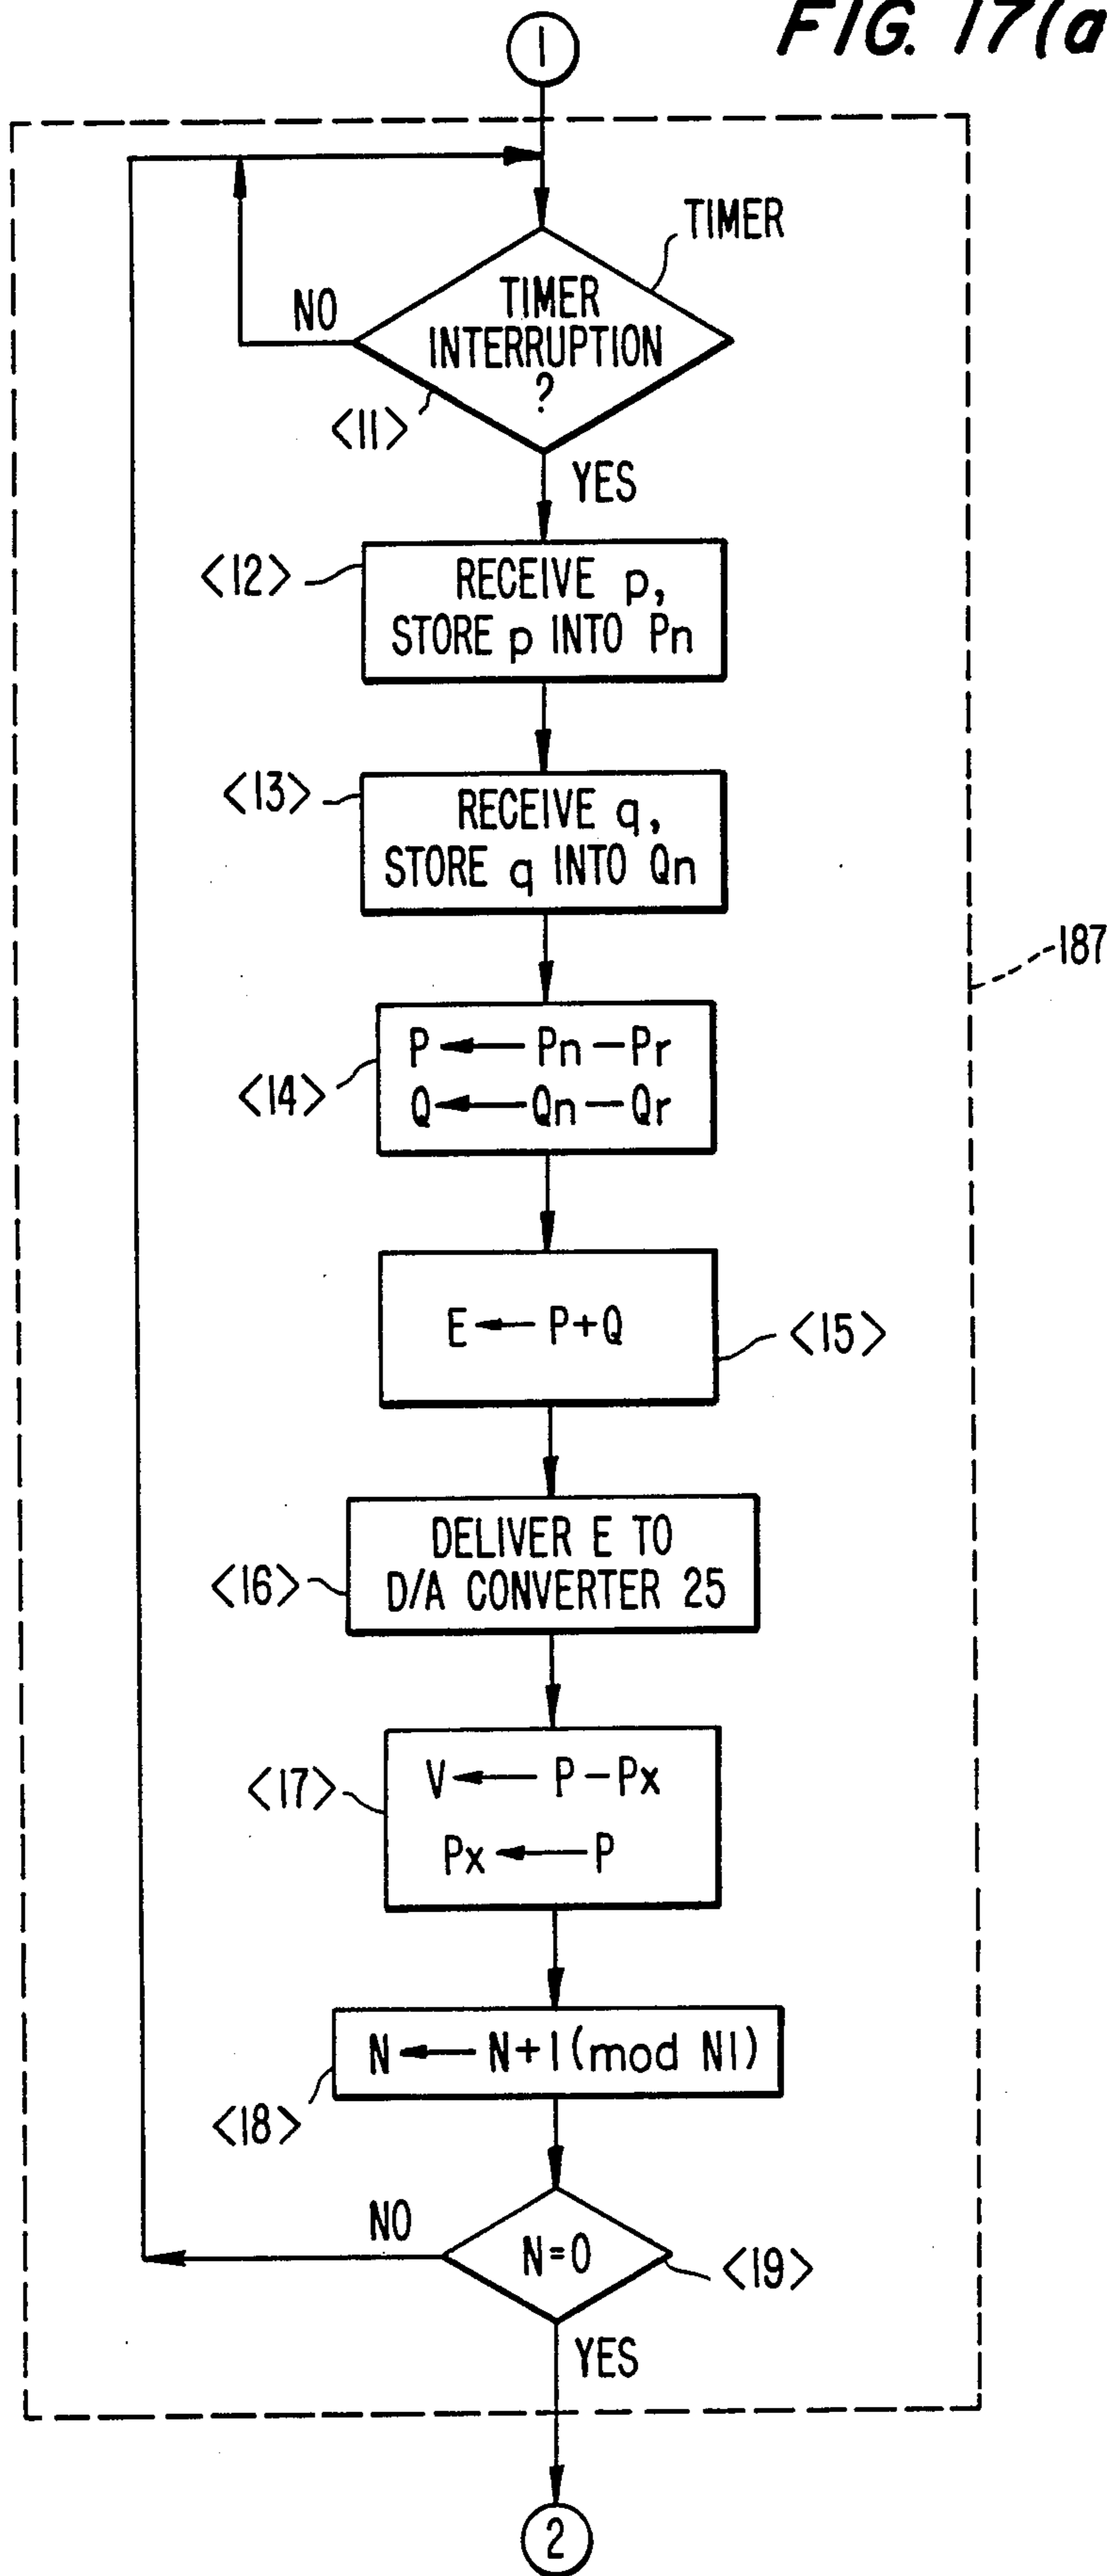 FIG. 17(a
1
TIMER
TIMER
INTERRUPTION
?
NO
<11>
YES
<12>
RECEIVE p,
STORE p INTO Pn
<13>
RECEIVE q,
STORE q INTO Qn
187
<14>
P ← Pn − Pr
Q ← Qn − Qr
E ← P+Q
<15>
<16>
DELIVER E TO
D/A CONVERTER 25
<17>
V ← P − Px
Px ← P
N ← N+1 (mod N1)
<18>
NO
N=0
<19>
YES
2